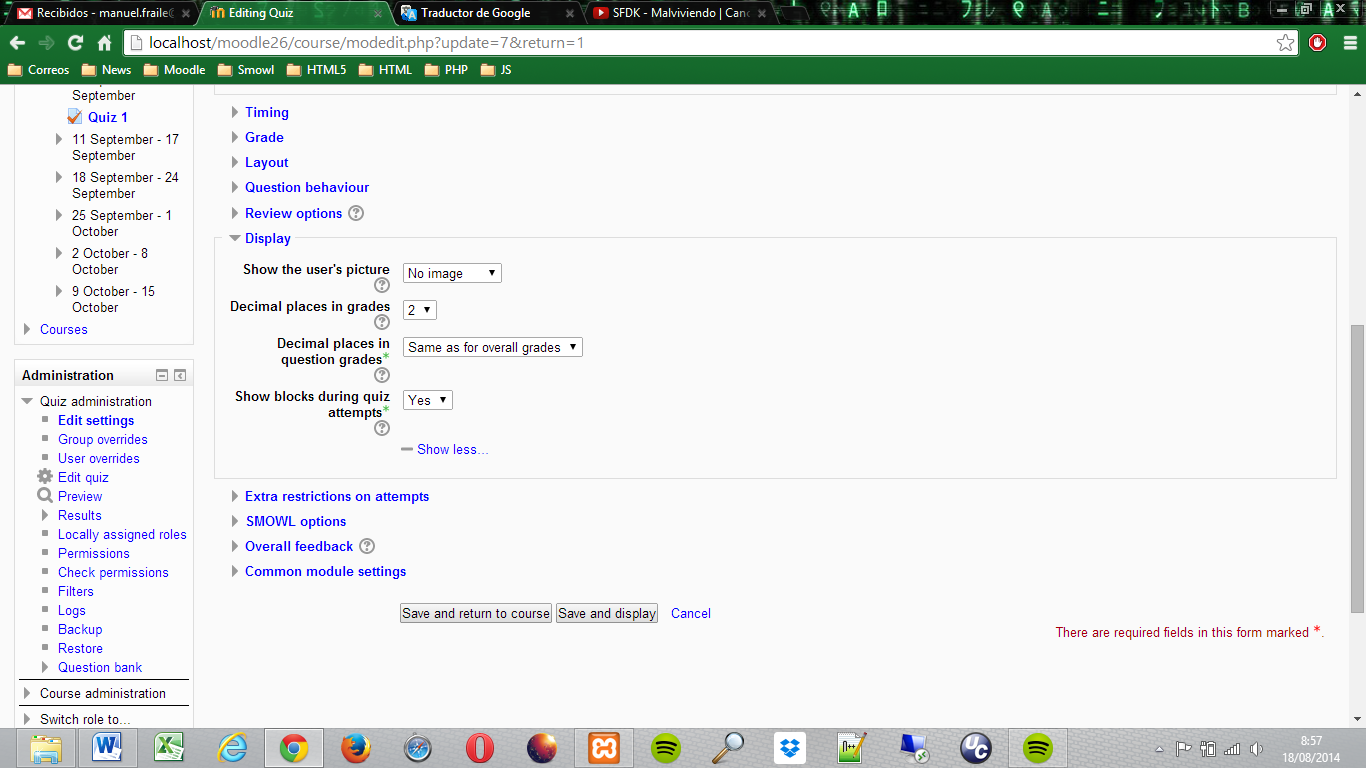 Recibidos - manuel.fraile@
Editing Quiz
Traductor de Google
SFDK - Malviviendo | Canc
localhost/moodle26/course/modedit.php?update=7&return=1
Correos
News
Moodle
Smowl
HTML5
HTML
PHP
JS
September
Quiz 1
11 September - 17
September
18 September - 24
September
25 September - 1
October
2 October - 8
October
9 October - 15
October
Courses
Administration
Quiz administration
Edit settings
Group overrides
User overrides
Edit quiz
Preview
Results
Locally assigned roles
Permissions
Check permissions
Filters
Logs
Backup
Restore
Question bank
Course administration
Switch role to...
Timing
Grade
Layout
Question behaviour
Review options
Display
Show the user's picture
No image
Decimal places in grades
2
Decimal places in
question grades*
Same as for overall grades
Show blocks during quiz
attempts*
Yes
Show less...
Extra restrictions on attempts
SMOWL options
Overall feedback
Common module settings
Save and return to course
Save and display
Cancel
There are required fields in this form marked *.
8:57
18/08/2014